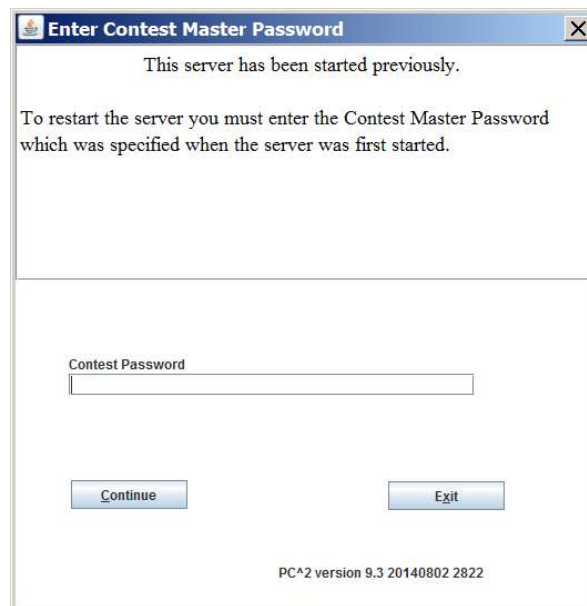 Enter Contest Master Password
This server has been started previously.
To restart the server you must enter the Contest Master Password
which was specified when the server was first started.
Contest Password
Continue
Exit
PC^2 version 9.3 20140802 2822